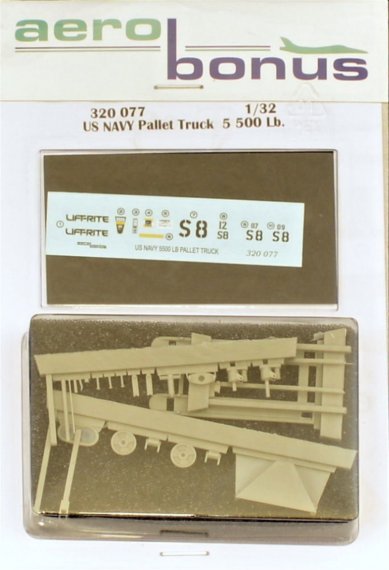 aero
bonus
320 077 1/32
US NAVY Pallet Truck 5 500 Lb.
LIFT-RITE
LIFT-RITE
S8
12
S8
07
S8
09
S8
US NAVY 5500 LB PALLET TRUCK 320 077